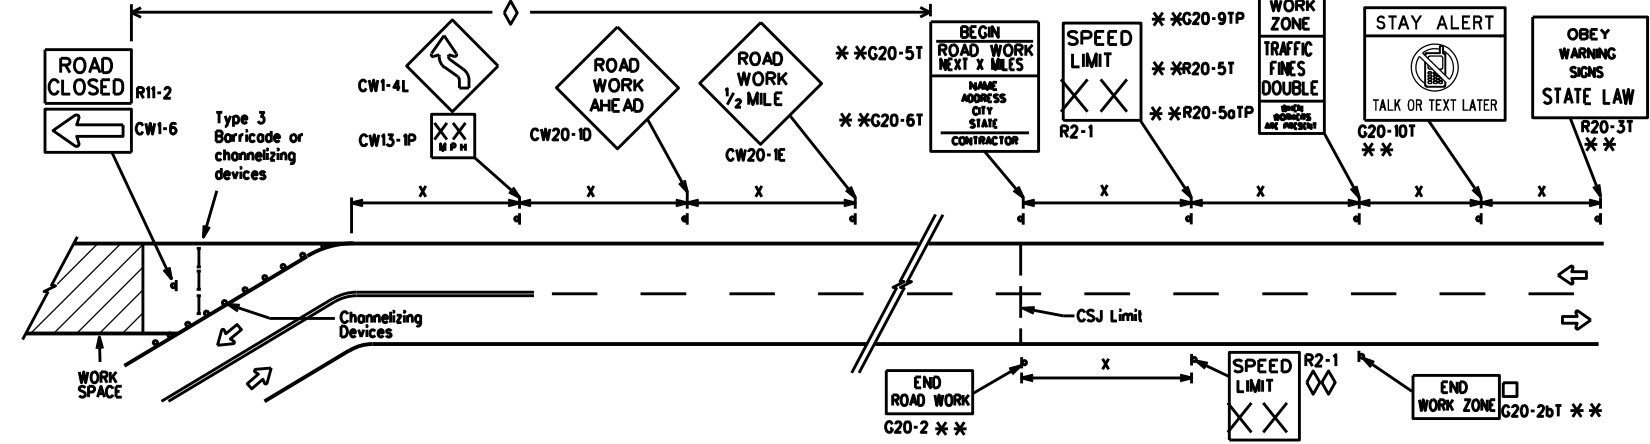 ROAD
CLOSED
R11-2
CW1-6
Type 3
Barricade or
channelizing
devices
CW1-4L
XX
MPH
CW13-1P
ROAD
WORK
AHEAD
CW20-1D
ROAD
WORK
1/2 MILE
CW20-1E
* *G20-5T
* *G20-6T
BEGIN
ROAD WORK
NEXT X MILES
NAME
ADDRESS
CITY
STATE
CONTRACTOR
SPEED
LIMIT
X X
R2-1
* *G20-9TP
* *R20-5T
* *R20-5aTP
WORK
ZONE
TRAFFIC
FINES
DOUBLE
WHEN
WORKERS
ARE PRESENT
STAY ALERT
TALK OR TEXT LATER
G20-10T
* *
OBEY
WARNING
SIGNS
STATE LAW
R20-3T
* *
X
X
X
X
X
X
X
Channelizing
Devices
WORK
SPACE
CSJ Limit
END
ROAD WORK
G20-2 * *
X
SPEED
LIMIT
X X
R2-1
END
WORK ZONE
G20-2bT * *